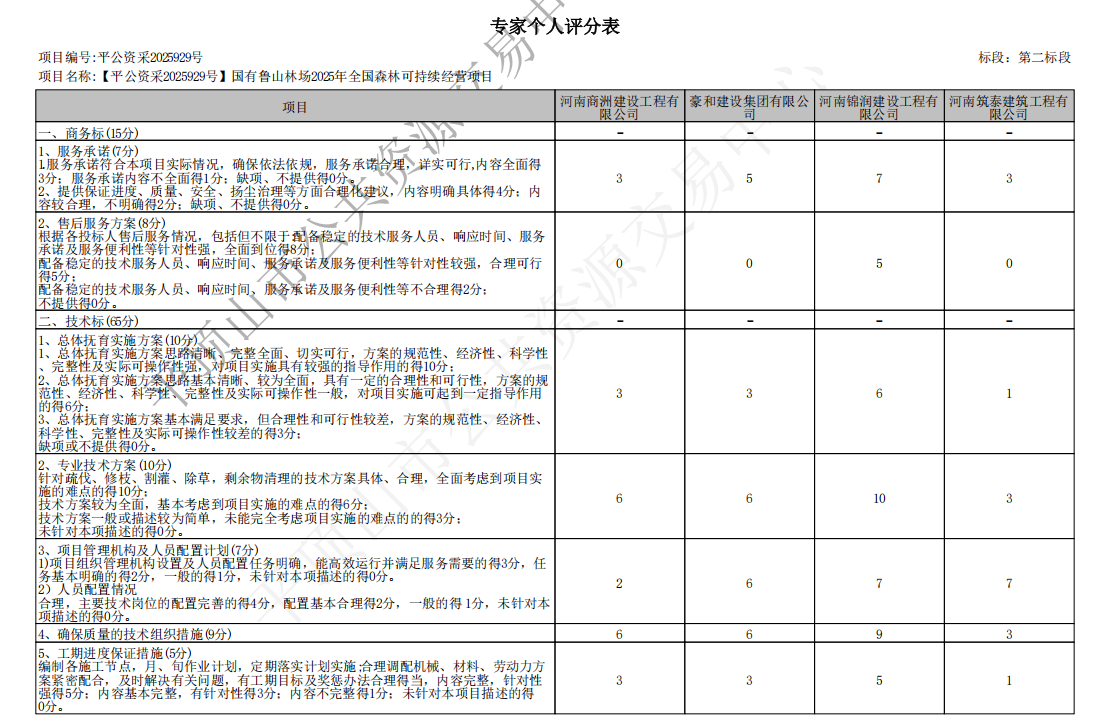 专家个人评分表
项目编号:平公资采2025929号
标段：第二标段
项目名称:【平公资采2025929号】国有鲁山林场2025年全国森林可持续经营项目
项目
河南商洲建设工程有限公司
豪和建设集团有限公司
河南锦润建设工程有限公司
河南筑泰建筑工程有限公司
一、商务标(15分) - - - -
1、服务承诺(7分)
1.服务承诺符合本项目实际情况，确保依法依规，服务承诺合理，详实可行,内容全面得
3分；服务承诺内容不全面得1分；缺项、不提供得0分。
2、提供保证进度、质量、安全、扬尘治理等方面合理化建议，内容明确具体得4分；内
容较合理，不明确得2分；缺项、不提供得0分。
3 5 7 3
2、售后服务方案(8分)
根据各投标人售后服务情况，包括但不限于:配备稳定的技术服务人员、响应时间、服务
承诺及服务便利性等针对性强，全面到位得8分；
配备稳定的技术服务人员、响应时间、服务承诺及服务便利性等针对性较强，合理可行
得5分；
配备稳定的技术服务人员、响应时间、服务承诺及服务便利性等不合理得2分；
不提供得0分。
0 0 5 0
二、技术标(65分) - - - -
1、总体抚育实施方案(10分)
1、总体抚育实施方案思路清晰、完整全面、切实可行，方案的规范性、经济性、科学性
、完整性及实际可操作性强，对项目实施具有较强的指导作用的得10分；
2、总体抚育实施方案思路基本清晰、较为全面，具有一定的合理性和可行性，方案的规
范性、经济性、科学性、完整性及实际可操作性一般，对项目实施可起到一定指导作用
的得6分；
3、总体抚育实施方案基本满足要求，但合理性和可行性较差，方案的规范性、经济性、
科学性、完整性及实际可操作性较差的得3分；
缺项或不提供得0分。
3 3 6 1
2、专业技术方案(10分)
针对疏伐、修枝、割灌、除草，剩余物清理的技术方案具体、合理，全面考虑到项目实
施的难点的得10分；
技术方案较为全面，基本考虑到项目实施的难点的得6分；
技术方案一般或描述较为简单，未能完全考虑项目实施的难点的的得3分；
未针对本项描述的得0分。
6 6 10 3
3、项目管理机构及人员配置计划(7分)
1)项目组织管理机构设置及人员配置任务明确，能高效运行并满足服务需要的得3分，任
务基本明确的得2分，一般的得1分，未针对本项描述的得0分。
2）人员配置情况
合理，主要技术岗位的配置完善的得4分，配置基本合理得2分，一般的得 1分，未针对本
项描述的得0分。
2 6 7 7
4、确保质量的技术组织措施(9分) 6 6 9 3
5、工期进度保证措施(5分)
编制各施工节点，月、旬作业计划，定期落实计划实施;合理调配机械、材料、劳动力方
案紧密配合，及时解决有关问题，有工期目标及奖惩办法合理得当，内容完整，针对性
强得5分；内容基本完整，有针对性得3分；内容不完整得1分；未针对本项目描述的得
0分。
3 3 5 1
平顶山市公共资源交易中心
平顶山市公共资源交易中心